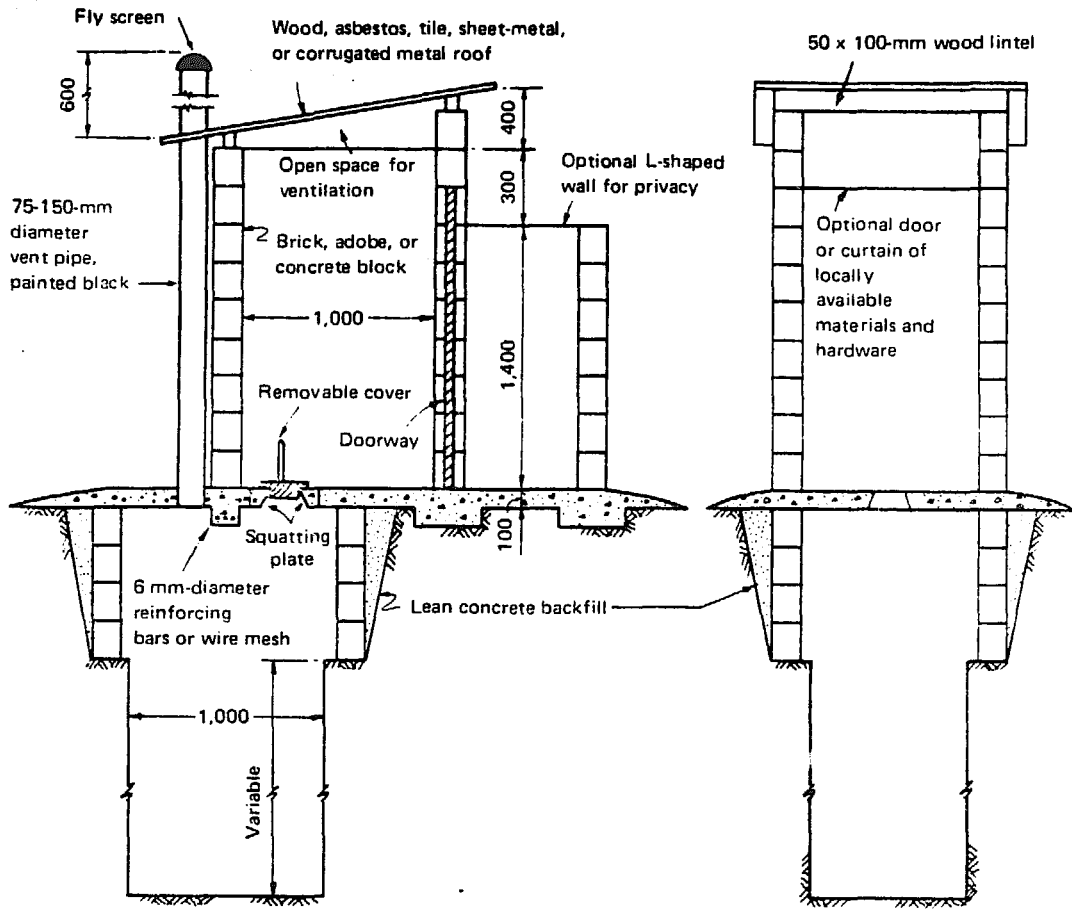 Fly screen
Wood, asbestos, tile, sheet-metal,
or corrugated metal roof
50 x 100-mm wood lintel
600
400
Open space for
ventilation
300
Optional L-shaped
wall for privacy
75-150-mm
diameter
vent pipe,
painted black
Brick, adobe, or
concrete block
Optional door
or curtain of
locally
available
materials and
hardware
1,000
1,400
Removable cover
Doorway
Squatting
plate
100
6 mm-diameter
reinforcing
bars or wire mesh
Lean concrete backfill
1,000
Variable